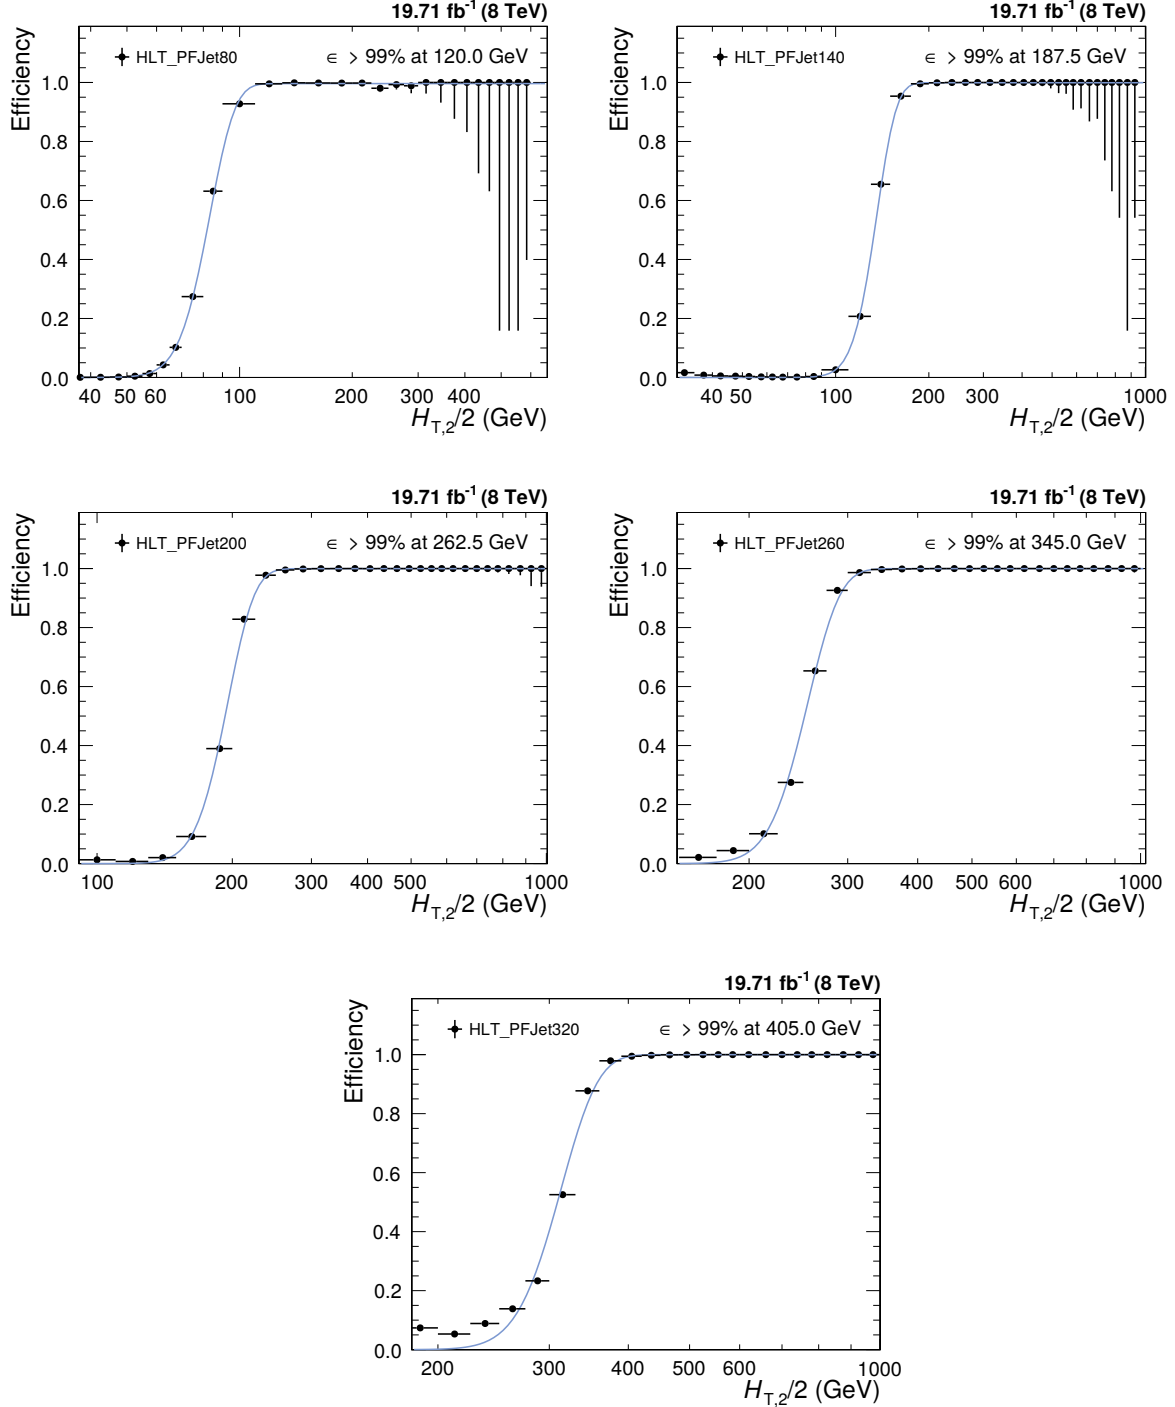 19.71 fb-1 (8 TeV)
Efficiency
HLT_PFJet80
ϵ > 99% at 120.0 GeV
1.0
0.8
0.6
0.4
0.2
0.0
40 50 60 100 200 300 400
HT,2/2 (GeV)
19.71 fb-1 (8 TeV)
Efficiency
HLT_PFJet140
ϵ > 99% at 187.5 GeV
1.0
0.8
0.6
0.4
0.2
0.0
40 50 100 200 300 1000
HT,2/2 (GeV)
19.71 fb-1 (8 TeV)
Efficiency
HLT_PFJet200
ϵ > 99% at 262.5 GeV
1.0
0.8
0.6
0.4
0.2
0.0
100 200 300 400 500 1000
HT,2/2 (GeV)
19.71 fb-1 (8 TeV)
Efficiency
HLT_PFJet260
ϵ > 99% at 345.0 GeV
1.0
0.8
0.6
0.4
0.2
0.0
200 300 400 500 600 1000
HT,2/2 (GeV)
19.71 fb-1 (8 TeV)
Efficiency
HLT_PFJet320
ϵ > 99% at 405.0 GeV
1.0
0.8
0.6
0.4
0.2
0.0
200 300 400 500 600 1000
HT,2/2 (GeV)